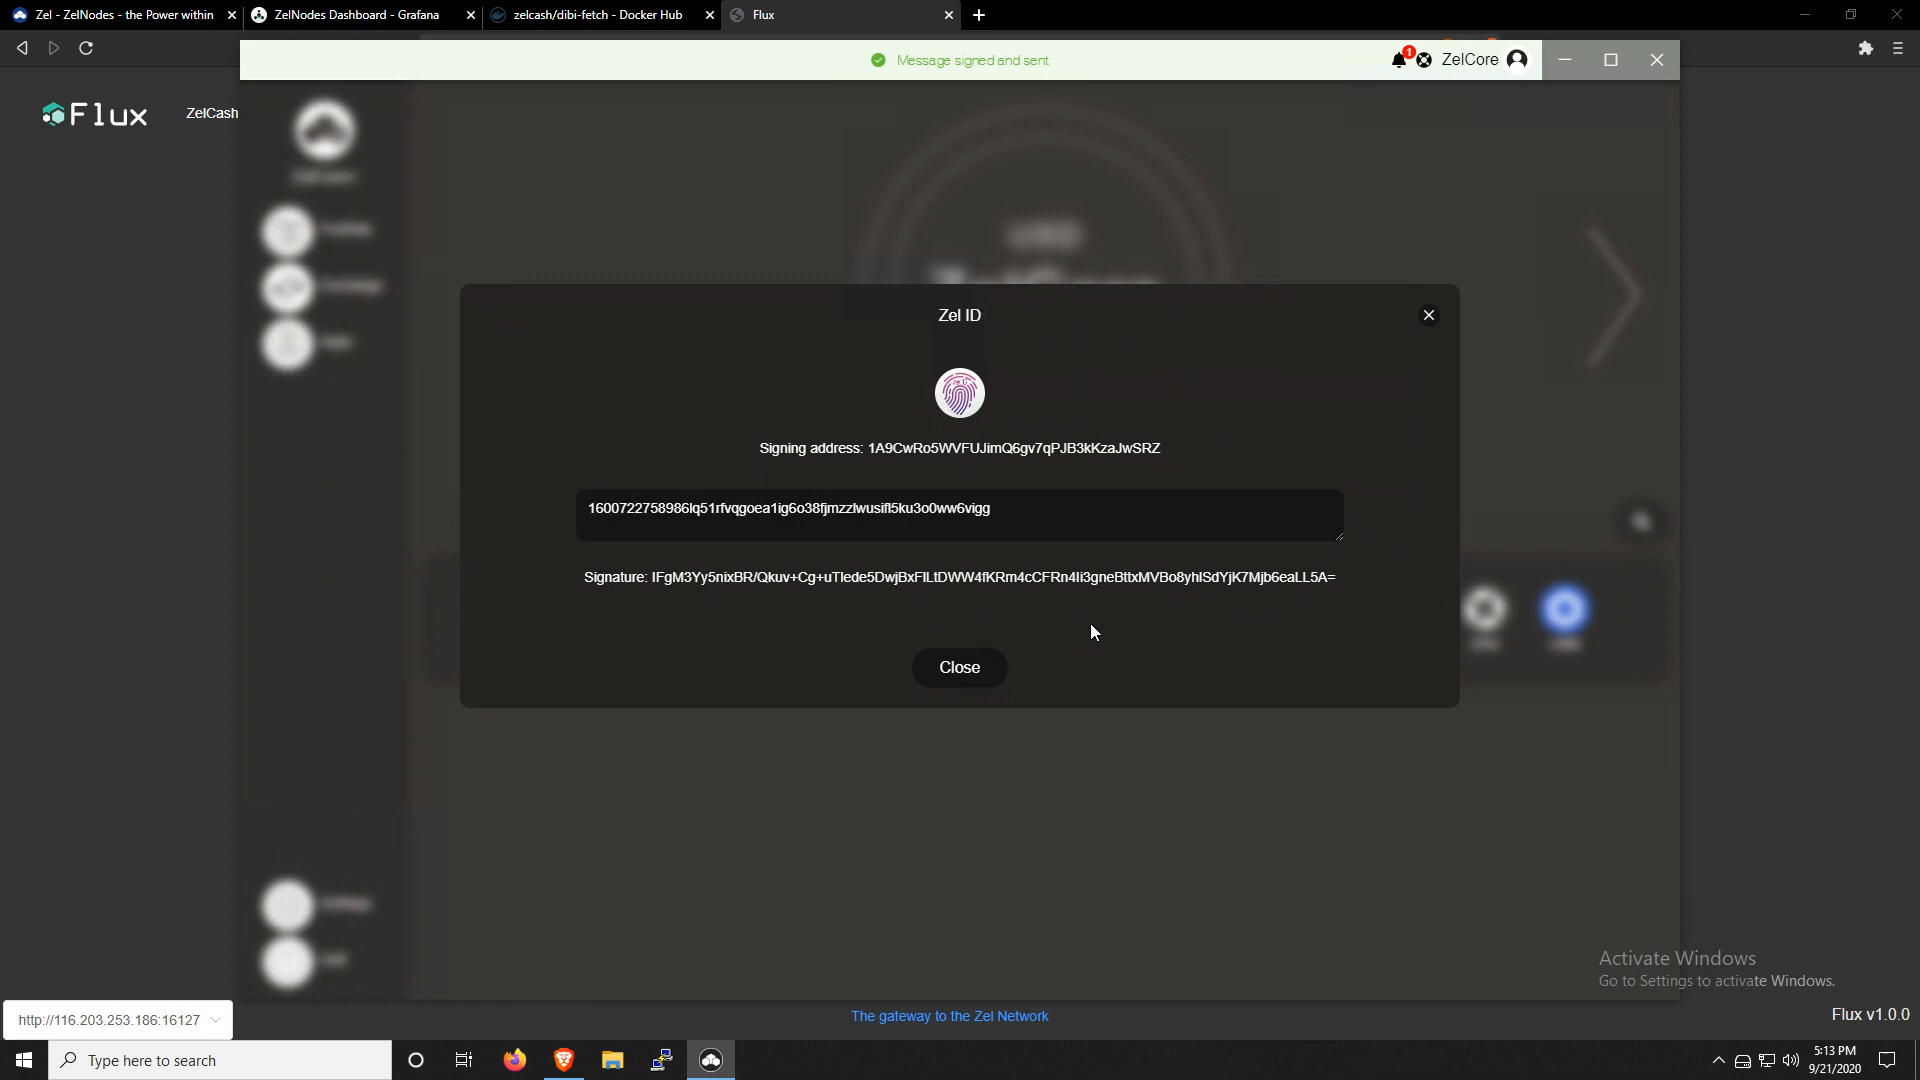 Zel - ZelNodes - the Power within
ZelNodes Dashboard - Grafana
zelcash/dibi-fetch - Docker Hub
Flux
Message signed and sent
1
ZelCore
Flux
ZelCash
USD
Zel ID
Signing address: 1A9CwRo5WVFUJimQ6gv7qPJB3kKzaJwSRZ
1600722758986lq51rfvqgoea1ig6o38fjmzzlwusifl5ku3o0ww6vigg
Signature: IFgM3Yy5nixBR/Qkuv+Cg+uTlede5DwjBxFlLtDWW4fKRm4cCFRn4li3gneBttxMVBo8yhlSdYjK7Mjb6eaLL5A=
Close
Activate Windows
Go to Settings to activate Windows.
http://116.203.253.186:16127
The gateway to the Zel Network
Flux v1.0.0
Type here to search
5:13 PM
9/21/2020